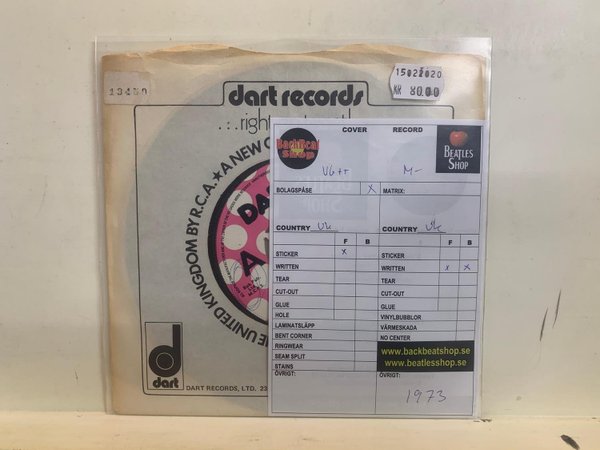 dart records
15022020
KR 80.00
13450
...right
A NEW
THE UNITED KINGDOM BY R.C.A. ★
DA
A
dart
DART RECORDS, LTD. 23
BackBeat
Shop
COVER
RECORD
BEATLES
SHOP
VG++
M-
BOLAGSPÅSE X MATRIX:
COUNTRY UK COUNTRY UK
F B F B
STICKER X STICKER
WRITTEN WRITTEN X X
TEAR TEAR
CUT-OUT CUT-OUT
GLUE GLUE
HOLE VINYLBUBBLOR
LAMINATSLÄPP VÄRMESKADA
BENT CORNER NO CENTER
RINGWEAR www.backbeatshop.se
SEAM SPLIT www.beatlesshop.se
STAINS
ÖVRIGT: ÖVRIGT:
1973